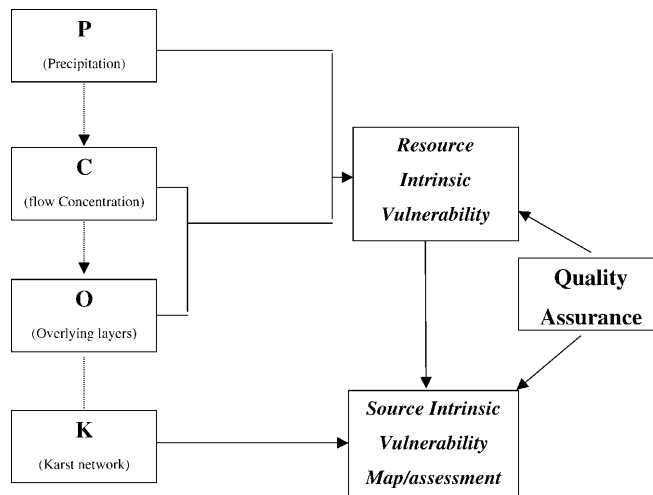 P
(Precipitation)
C
(flow Concentration)
O
(Overlying layers)
K
(Karst network)
Resource
Intrinsic
Vulnerability
Quality
Assurance
Source Intrinsic
Vulnerability
Map/assessment